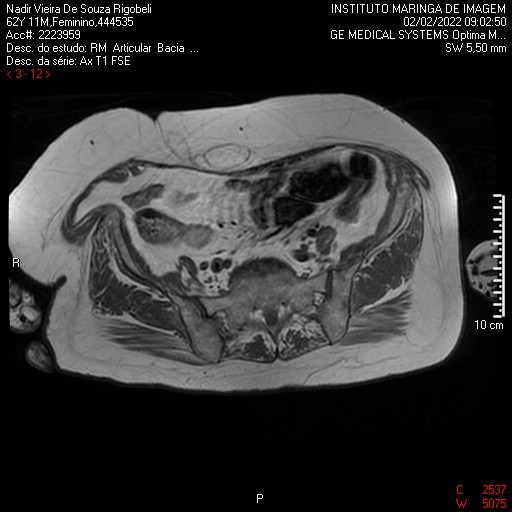 Nadir Vieira De Souza Rigobeli
62Y 11M,Feminino,444535
Acc#: 2223959
Desc. do estudo: RM Articular Bacia ...
Desc. da série: Ax T1 FSE
< 3 - 12 >
INSTITUTO MARINGA DE IMAGEM
02/02/2022 09:02:50
GE MEDICAL SYSTEMS Optima M...
SW 5,50 mm
R
10 cm
P
C 2537
W 5075